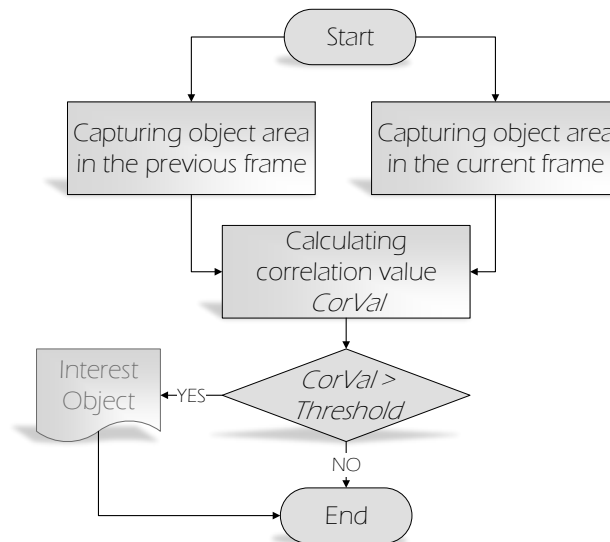 Start
Capturing object area
in the previous frame
Capturing object area
in the current frame
Calculating
correlation value
CorVal
CorVal >
Threshold
YES
Interest
Object
NO
End